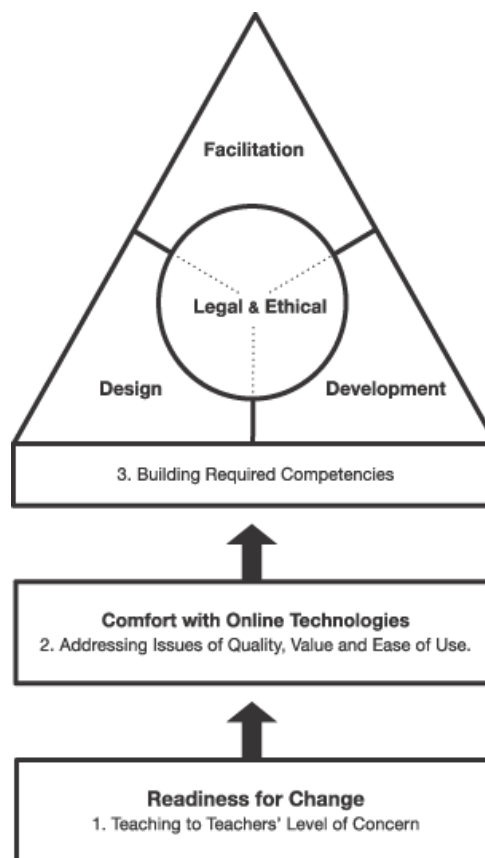 Facilitation
Legal & Ethical
Design
Development
3. Building Required Competencies
Comfort with Online Technologies
2. Addressing Issues of Quality, Value and Ease of Use.
Readiness for Change
1. Teaching to Teachers' Level of Concern